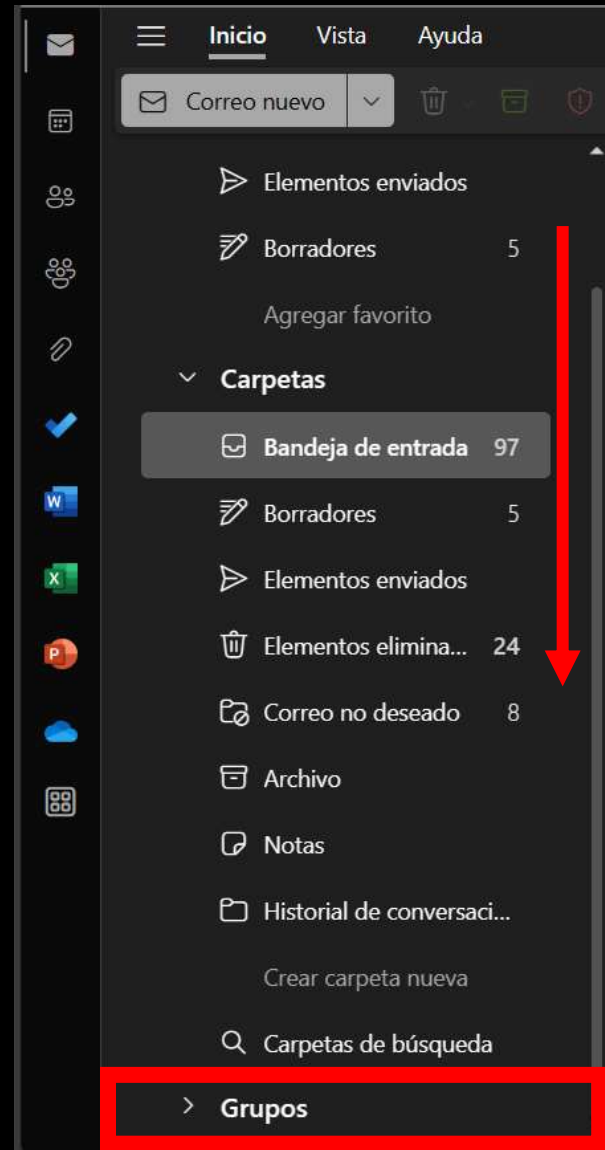 Inicio Vista Ayuda
Correo nuevo
Elementos enviados
Borradores 5
Agregar favorito
Carpetas
Bandeja de entrada 97
Borradores 5
Elementos enviados
Elementos elimina... 24
Correo no deseado 8
Archivo
Notas
Historial de conversaci...
Crear carpeta nueva
Carpetas de búsqueda
Grupos
W
X
P